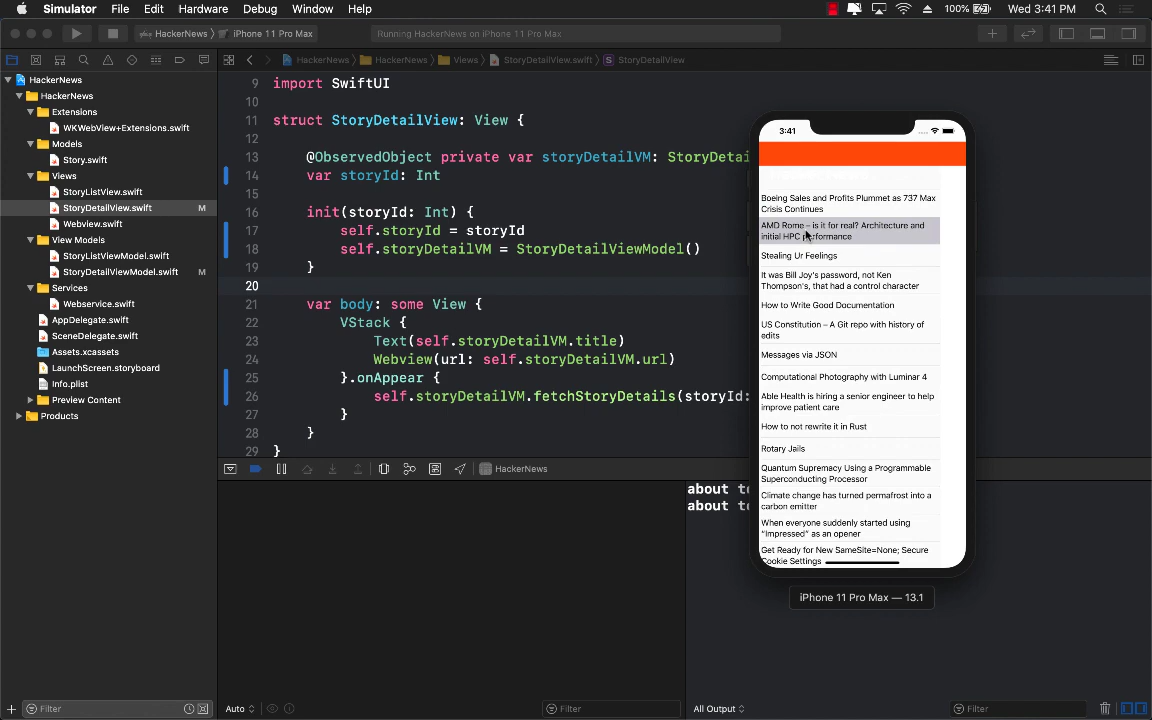 Simulator File Edit Hardware Debug Window Help
100% Wed 3:41 PM
HackerNews iPhone 11 Pro Max
Running HackerNews on iPhone 11 Pro Max
HackerNews HackerNews Views StoryDetailView.swift S StoryDetailView
HackerNews
HackerNews
Extensions
WKWebView+Extensions.swift
Models
Story.swift
Views
StoryListView.swift
StoryDetailView.swift M
Webview.swift
View Models
StoryListViewModel.swift
StoryDetailViewModel.swift M
Services
Webservice.swift
AppDelegate.swift
SceneDelegate.swift
Assets.xcassets
LaunchScreen.storyboard
Info.plist
Preview Content
Products
9 import SwiftUI
10
11 struct StoryDetailView: View {
12
13 @ObservedObject private var storyDetailVM: StoryDetai
14 var storyId: Int
15
16 init(storyId: Int) {
17 self.storyId = storyId
18 self.storyDetailVM = StoryDetailViewModel()
19 }
20
21 var body: some View {
22 VStack {
23 Text(self.storyDetailVM.title)
24 Webview(url: self.storyDetailVM.url)
25 }.onAppear {
26 self.storyDetailVM.fetchStoryDetails(storyId:
27 }
28 }
29 }
HackerNews
about to
about to
3:41
Boeing Sales and Profits Plummet as 737 Max
Crisis Continues
AMD Rome – is it for real? Architecture and
initial HPC performance
Stealing Ur Feelings
It was Bill Joy's password, not Ken
Thompson's, that had a control character
How to Write Good Documentation
US Constitution – A Git repo with history of
edits
Messages via JSON
Computational Photography with Luminar 4
Able Health is hiring a senior engineer to help
improve patient care
How to not rewrite it in Rust
Rotary Jails
Quantum Supremacy Using a Programmable
Superconducting Processor
Climate change has turned permafrost into a
carbon emitter
When everyone suddenly started using
“Impressed” as an opener
Get Ready for New SameSite=None; Secure
Cookie Settings
iPhone 11 Pro Max — 13.1
Filter
Auto
Filter
All Output
Filter